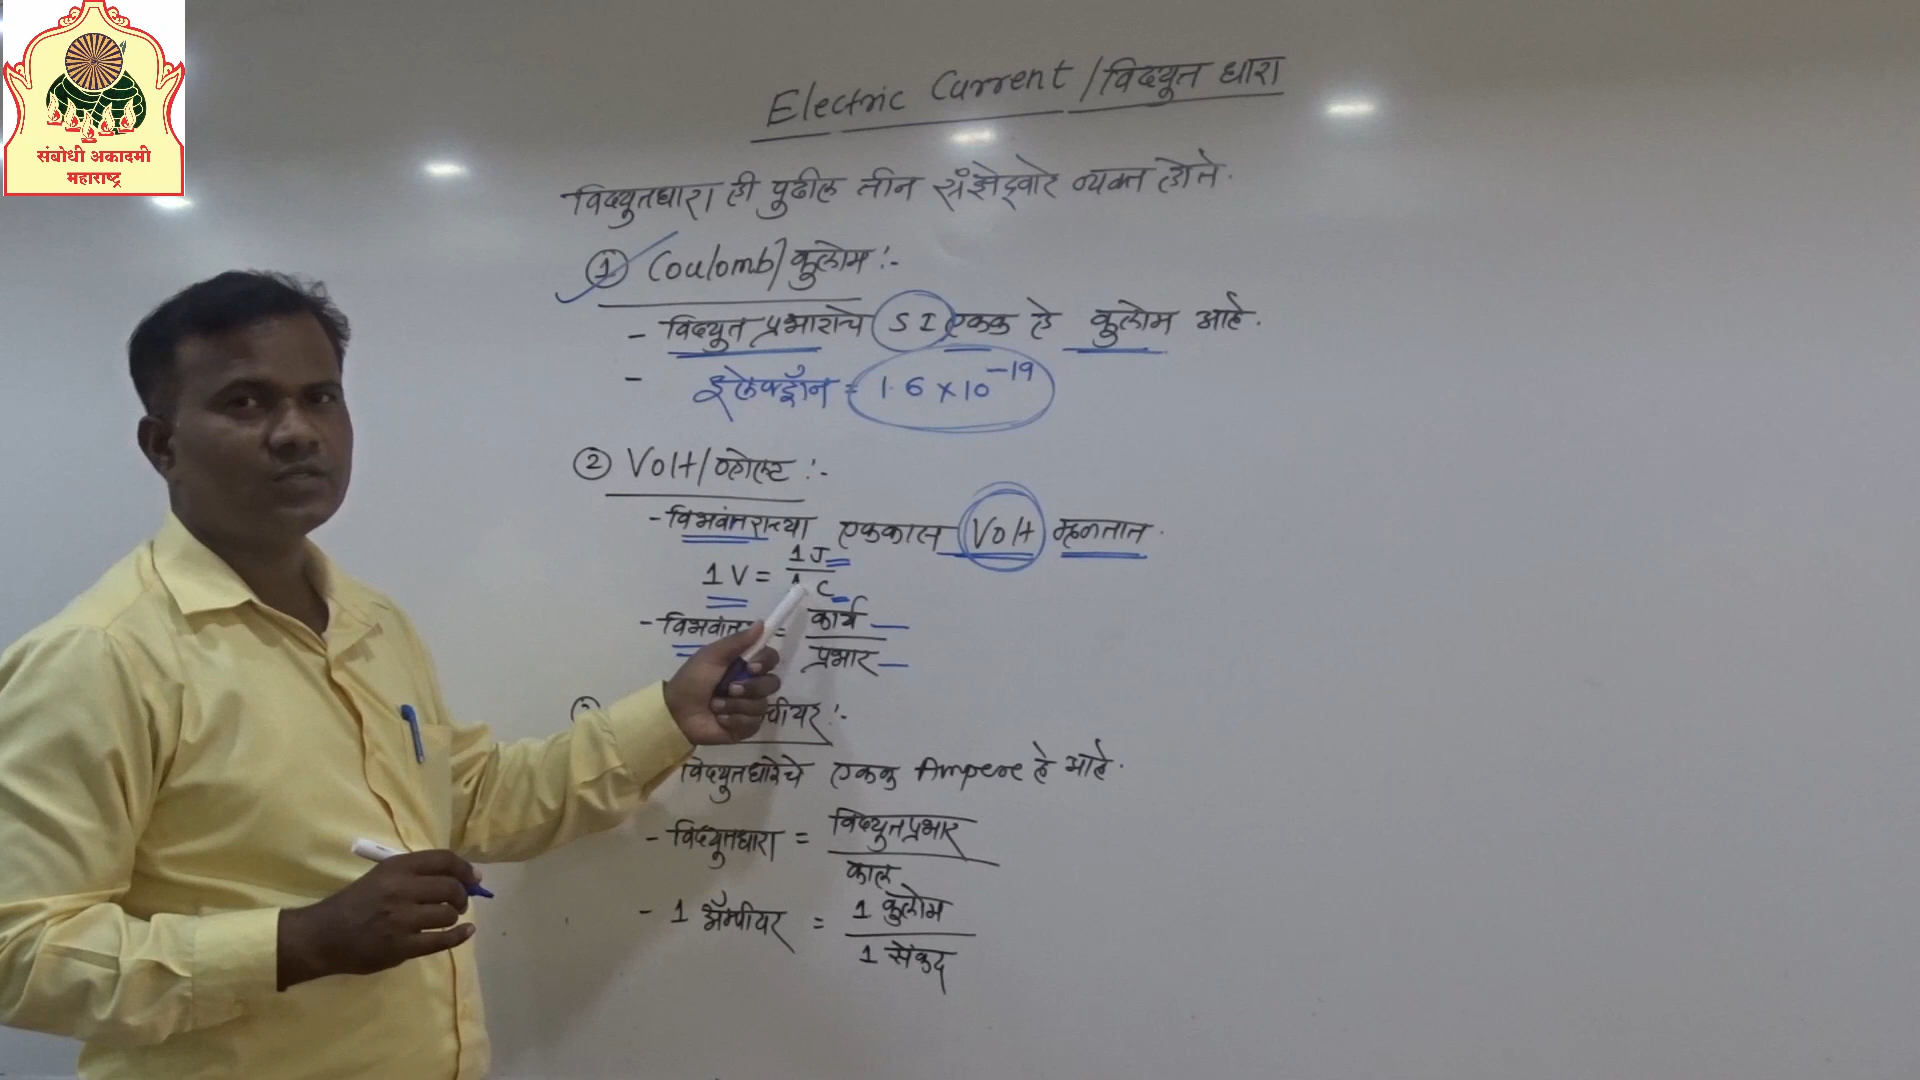 संबोधी अकादमी
महाराष्ट्र
Electric Current / विद्युत धारा
विद्युतधारा ही पुढील तीन संज्ञेद्वारे व्यक्त होते.
① Coulomb/कुलोम :-
- विद्युत प्रभाराचे SI एकक हे कुलोम आहे.
- इलेक्ट्रॉन = 1.6 × 10⁻¹⁹
② Volt/व्होल्ट :-
- विभवांतराच्या एककास Volt म्हणतात.
1 V = 1 J / 1 C
- विभवांतर = कार्य / प्रभार
विद्युतधारेचे एकक Ampere हे आहे.
- विद्युतधारा = विद्युतप्रभार / काल
- 1 ॲम्पीयर = 1 कुलोम / 1 सेकंद